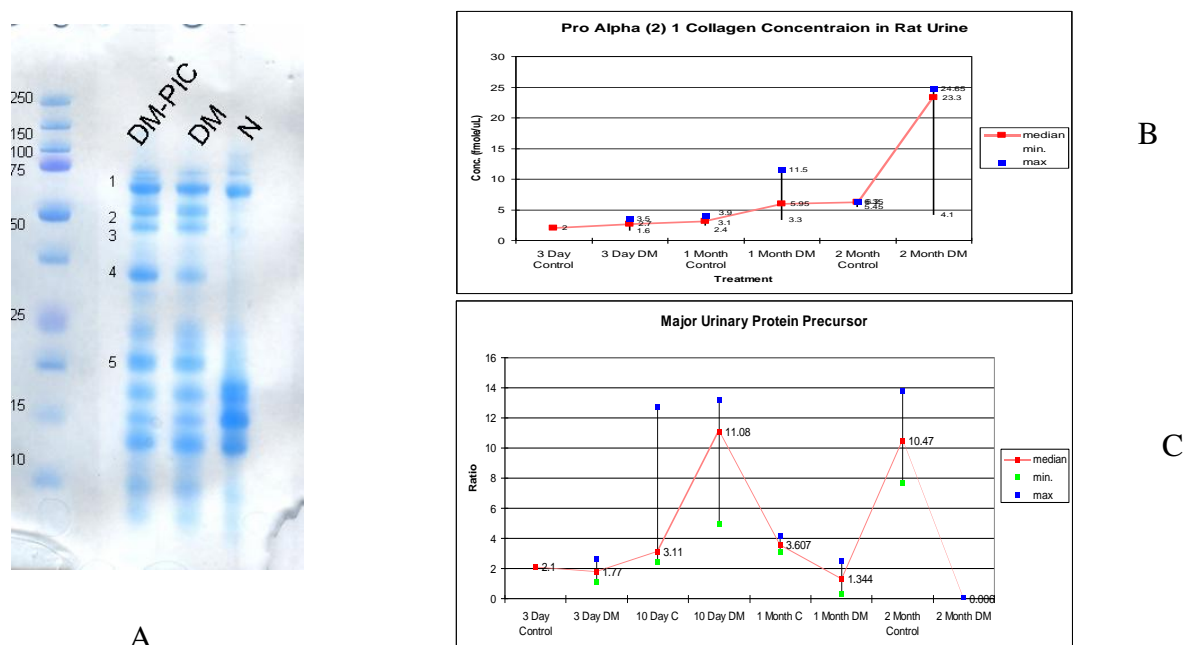 DM-PIC
DM
N
250
150
100
75
50
25
15
10
1
2
3
4
5
A
Pro Alpha (2) 1 Collagen Concentraion in Rat Urine
Conc. (fmole/uL)
30
25
20
15
10
5
0
2
3.5
2.7
1.6
3.9
3.1
2.4
11.5
5.95
3.3
5.45
24.65
23.3
4.1
3 Day Control
3 Day DM
1 Month Control
1 Month DM
2 Month Control
2 Month DM
Treatment
median
min.
max
B
Major Urinary Protein Precursor
Ratio
16
14
12
10
8
6
4
2
0
2.1
1.77
3.11
11.08
3.607
1.344
10.47
3 Day Control
3 Day DM
10 Day C
10 Day DM
1 Month C
1 Month DM
2 Month Control
2 Month DM
median
min.
max
C